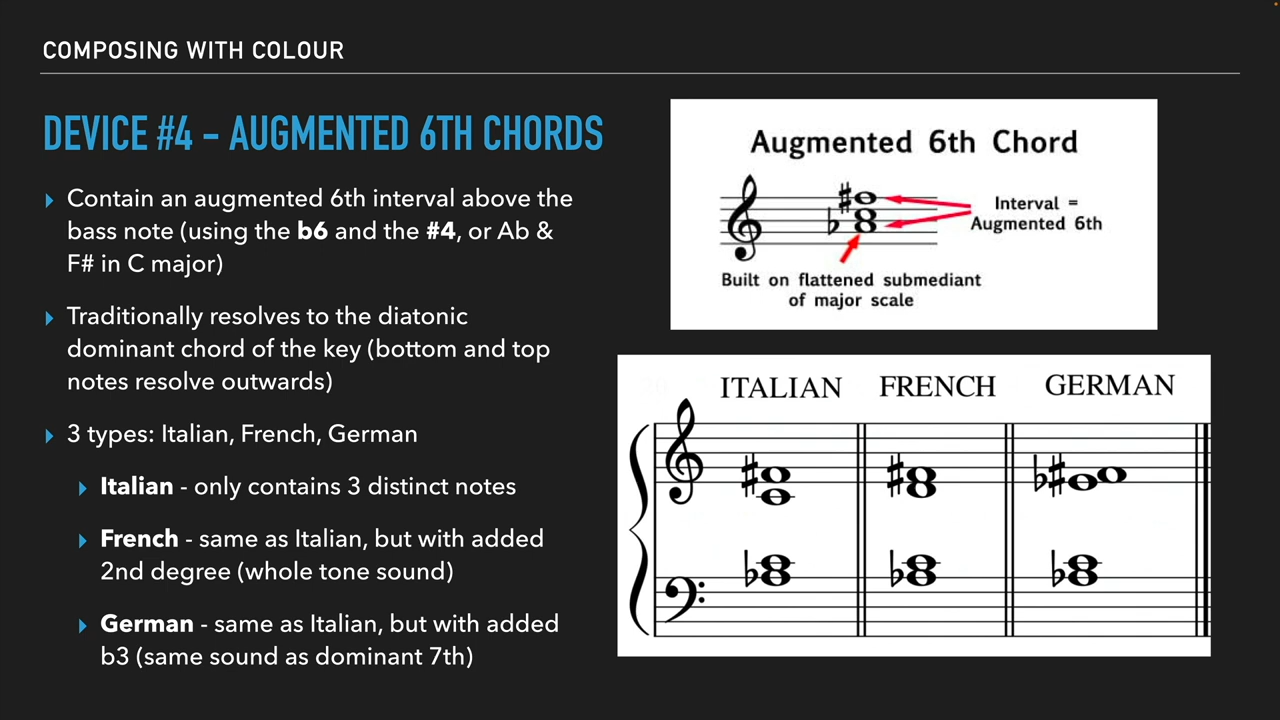 COMPOSING WITH COLOUR
DEVICE #4 – AUGMENTED 6TH CHORDS
Contain an augmented 6th interval above the
bass note (using the b6 and the #4, or Ab &
F# in C major)
Traditionally resolves to the diatonic
dominant chord of the key (bottom and top
notes resolve outwards)
3 types: Italian, French, German
Italian - only contains 3 distinct notes
French - same as Italian, but with added
2nd degree (whole tone sound)
German - same as Italian, but with added
b3 (same sound as dominant 7th)
Augmented 6th Chord
Interval =
Augmented 6th
Built on flattened submediant
of major scale
ITALIAN
FRENCH
GERMAN